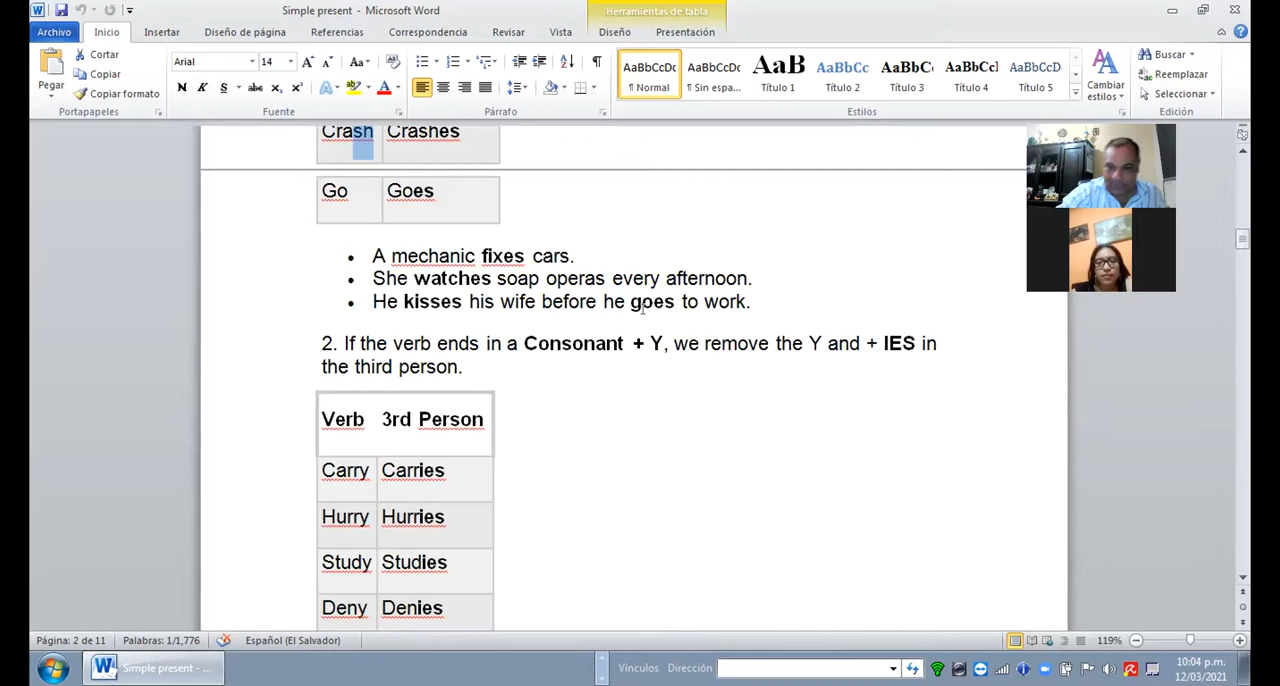 Simple present - Microsoft Word
Herramientas de tabla
Archivo Inicio Insertar Diseño de página Referencias Correspondencia Revisar Vista Diseño Presentación
Pegar
Cortar
Copiar
Copiar formato
Portapapeles
Arial 14
Fuente
Párrafo
AaBbCcDc AaBbCcDc AaB AaBbCc AaBbC AaBbCcI AaBbCcD
¶ Normal ¶ Sin espa... Título 1 Título 2 Título 3 Título 4 Título 5
Cambiar estilos
Estilos
Buscar
Reemplazar
Seleccionar
Edición
Crash Crashes
Go Goes
• A mechanic fixes cars.
• She watches soap operas every afternoon.
• He kisses his wife before he goes to work.
2. If the verb ends in a Consonant + Y, we remove the Y and + IES in
the third person.
Verb 3rd Person
Carry Carries
Hurry Hurries
Study Studies
Deny Denies
Página: 2 de 11 Palabras: 1/1,776 Español (El Salvador) 119%
Simple present - ... Vínculos Dirección
10:04 p.m.
12/03/2021